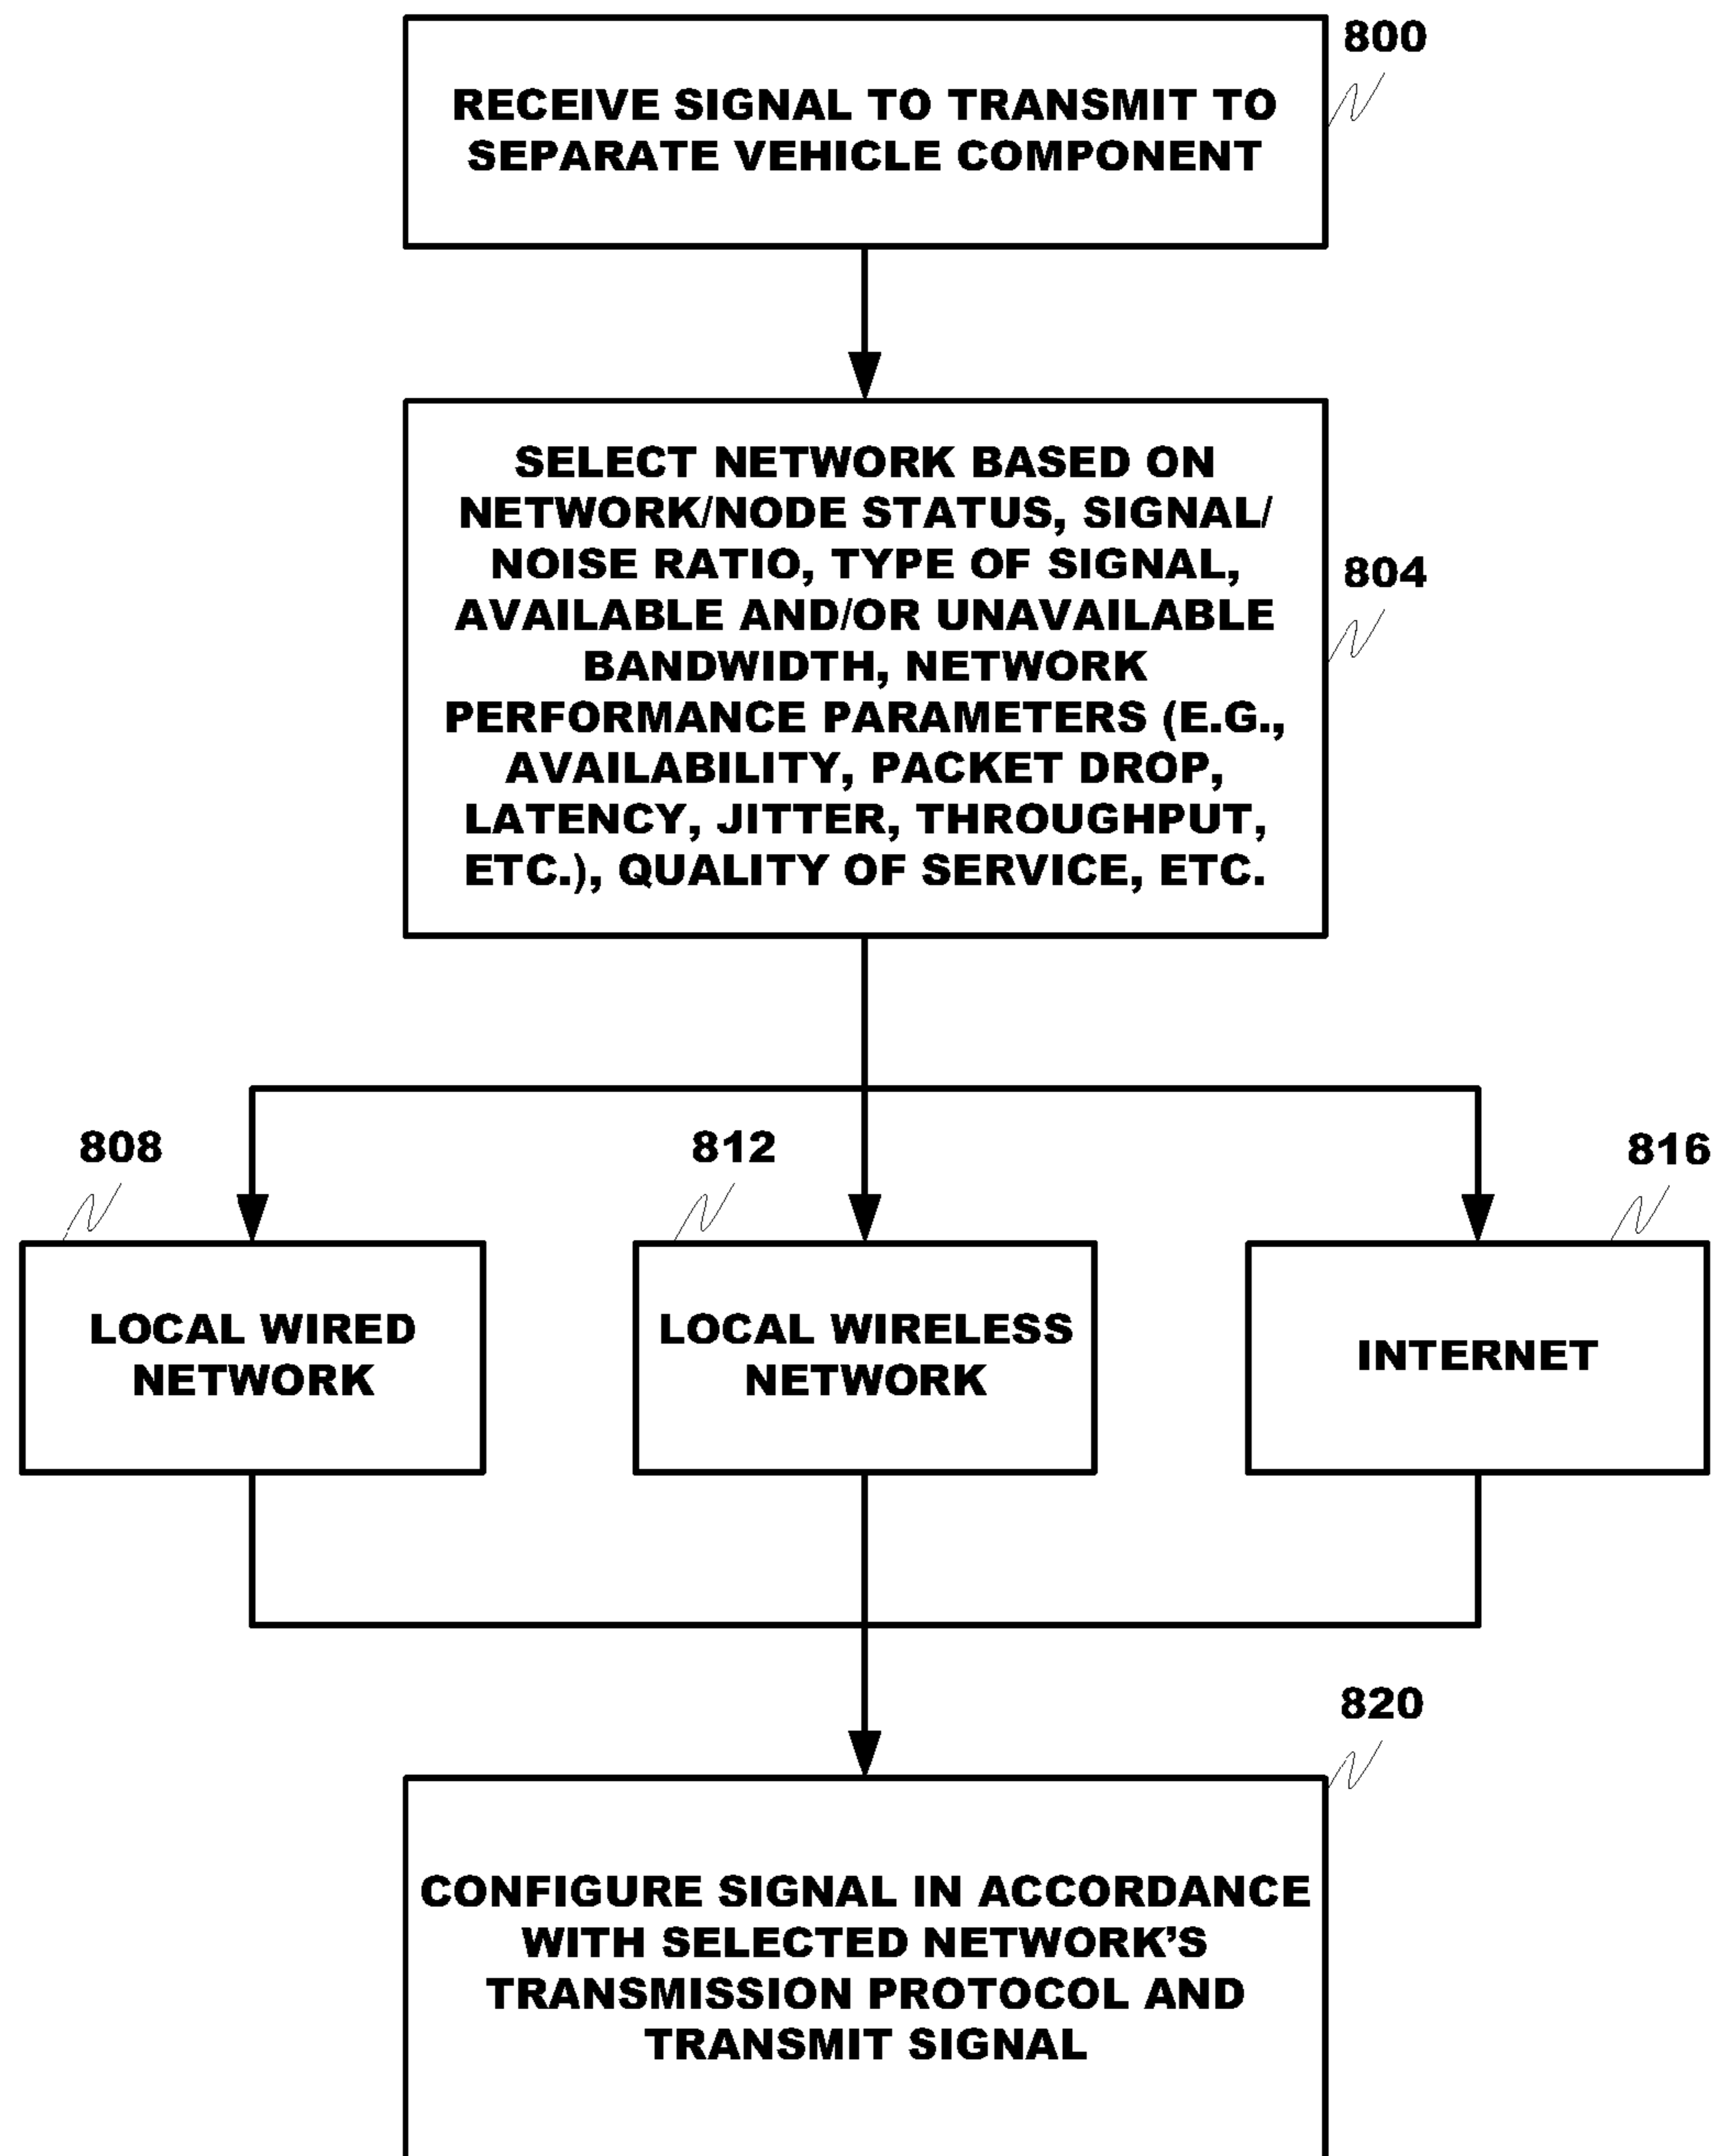 800
RECEIVE SIGNAL TO TRANSMIT TO
SEPARATE VEHICLE COMPONENT
SELECT NETWORK BASED ON
NETWORK/NODE STATUS, SIGNAL/
NOISE RATIO, TYPE OF SIGNAL,
AVAILABLE AND/OR UNAVAILABLE
BANDWIDTH, NETWORK
PERFORMANCE PARAMETERS (E.G.,
AVAILABILITY, PACKET DROP,
LATENCY, JITTER, THROUGHPUT,
ETC.), QUALITY OF SERVICE, ETC.
804
808
812
816
LOCAL WIRED
NETWORK
LOCAL WIRELESS
NETWORK
INTERNET
820
CONFIGURE SIGNAL IN ACCORDANCE
WITH SELECTED NETWORK’S
TRANSMISSION PROTOCOL AND
TRANSMIT SIGNAL